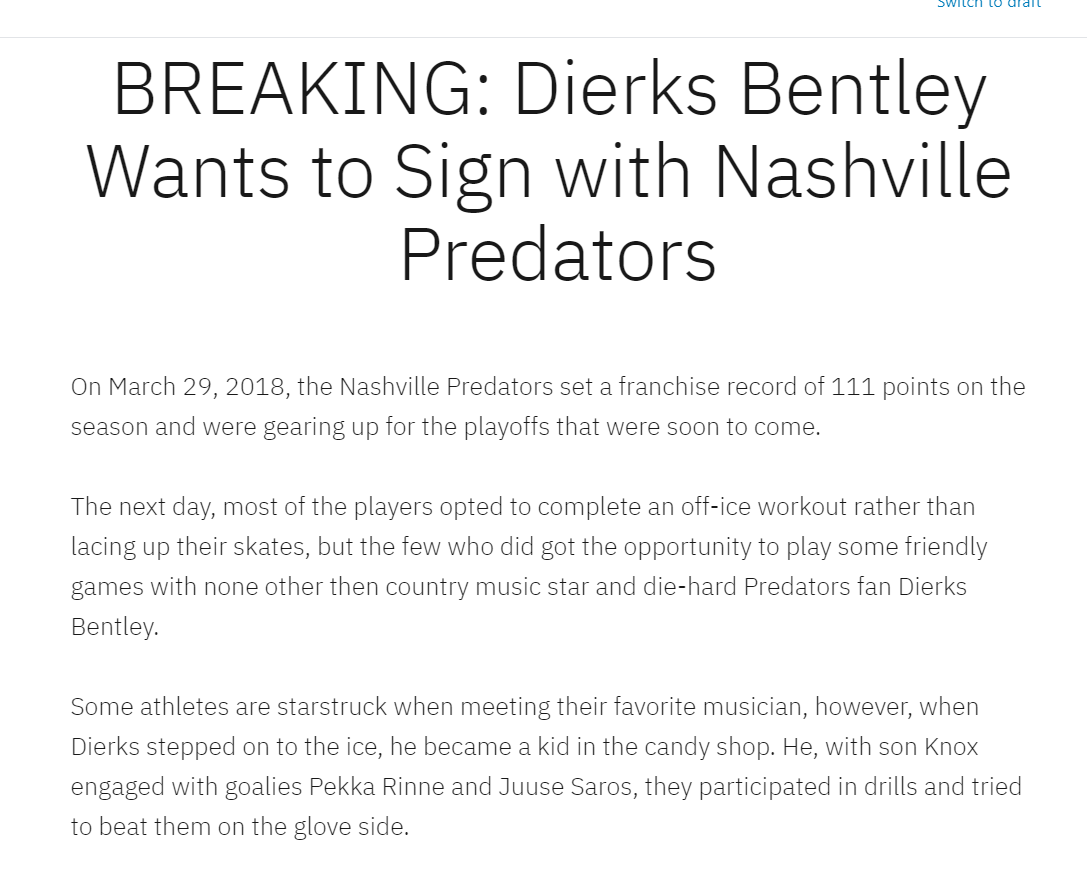 Switch to draft
BREAKING: Dierks Bentley
Wants to Sign with Nashville
Predators
On March 29, 2018, the Nashville Predators set a franchise record of 111 points on the
season and were gearing up for the playoffs that were soon to come.
The next day, most of the players opted to complete an off-ice workout rather than
lacing up their skates, but the few who did got the opportunity to play some friendly
games with none other then country music star and die-hard Predators fan Dierks
Bentley.
Some athletes are starstruck when meeting their favorite musician, however, when
Dierks stepped on to the ice, he became a kid in the candy shop. He, with son Knox
engaged with goalies Pekka Rinne and Juuse Saros, they participated in drills and tried
to beat them on the glove side.